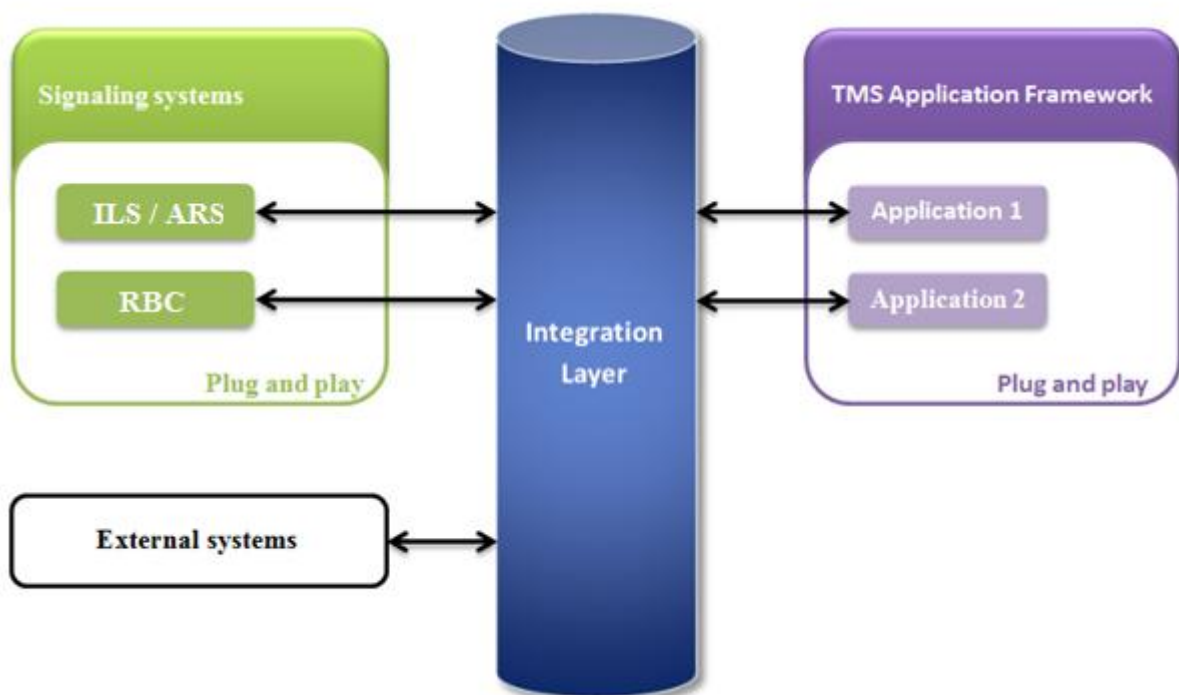 Signaling systems
ILS / ARS
RBC
Plug and play
External systems
Integration
Layer
TMS Application Framework
Application 1
Application 2
Plug and play